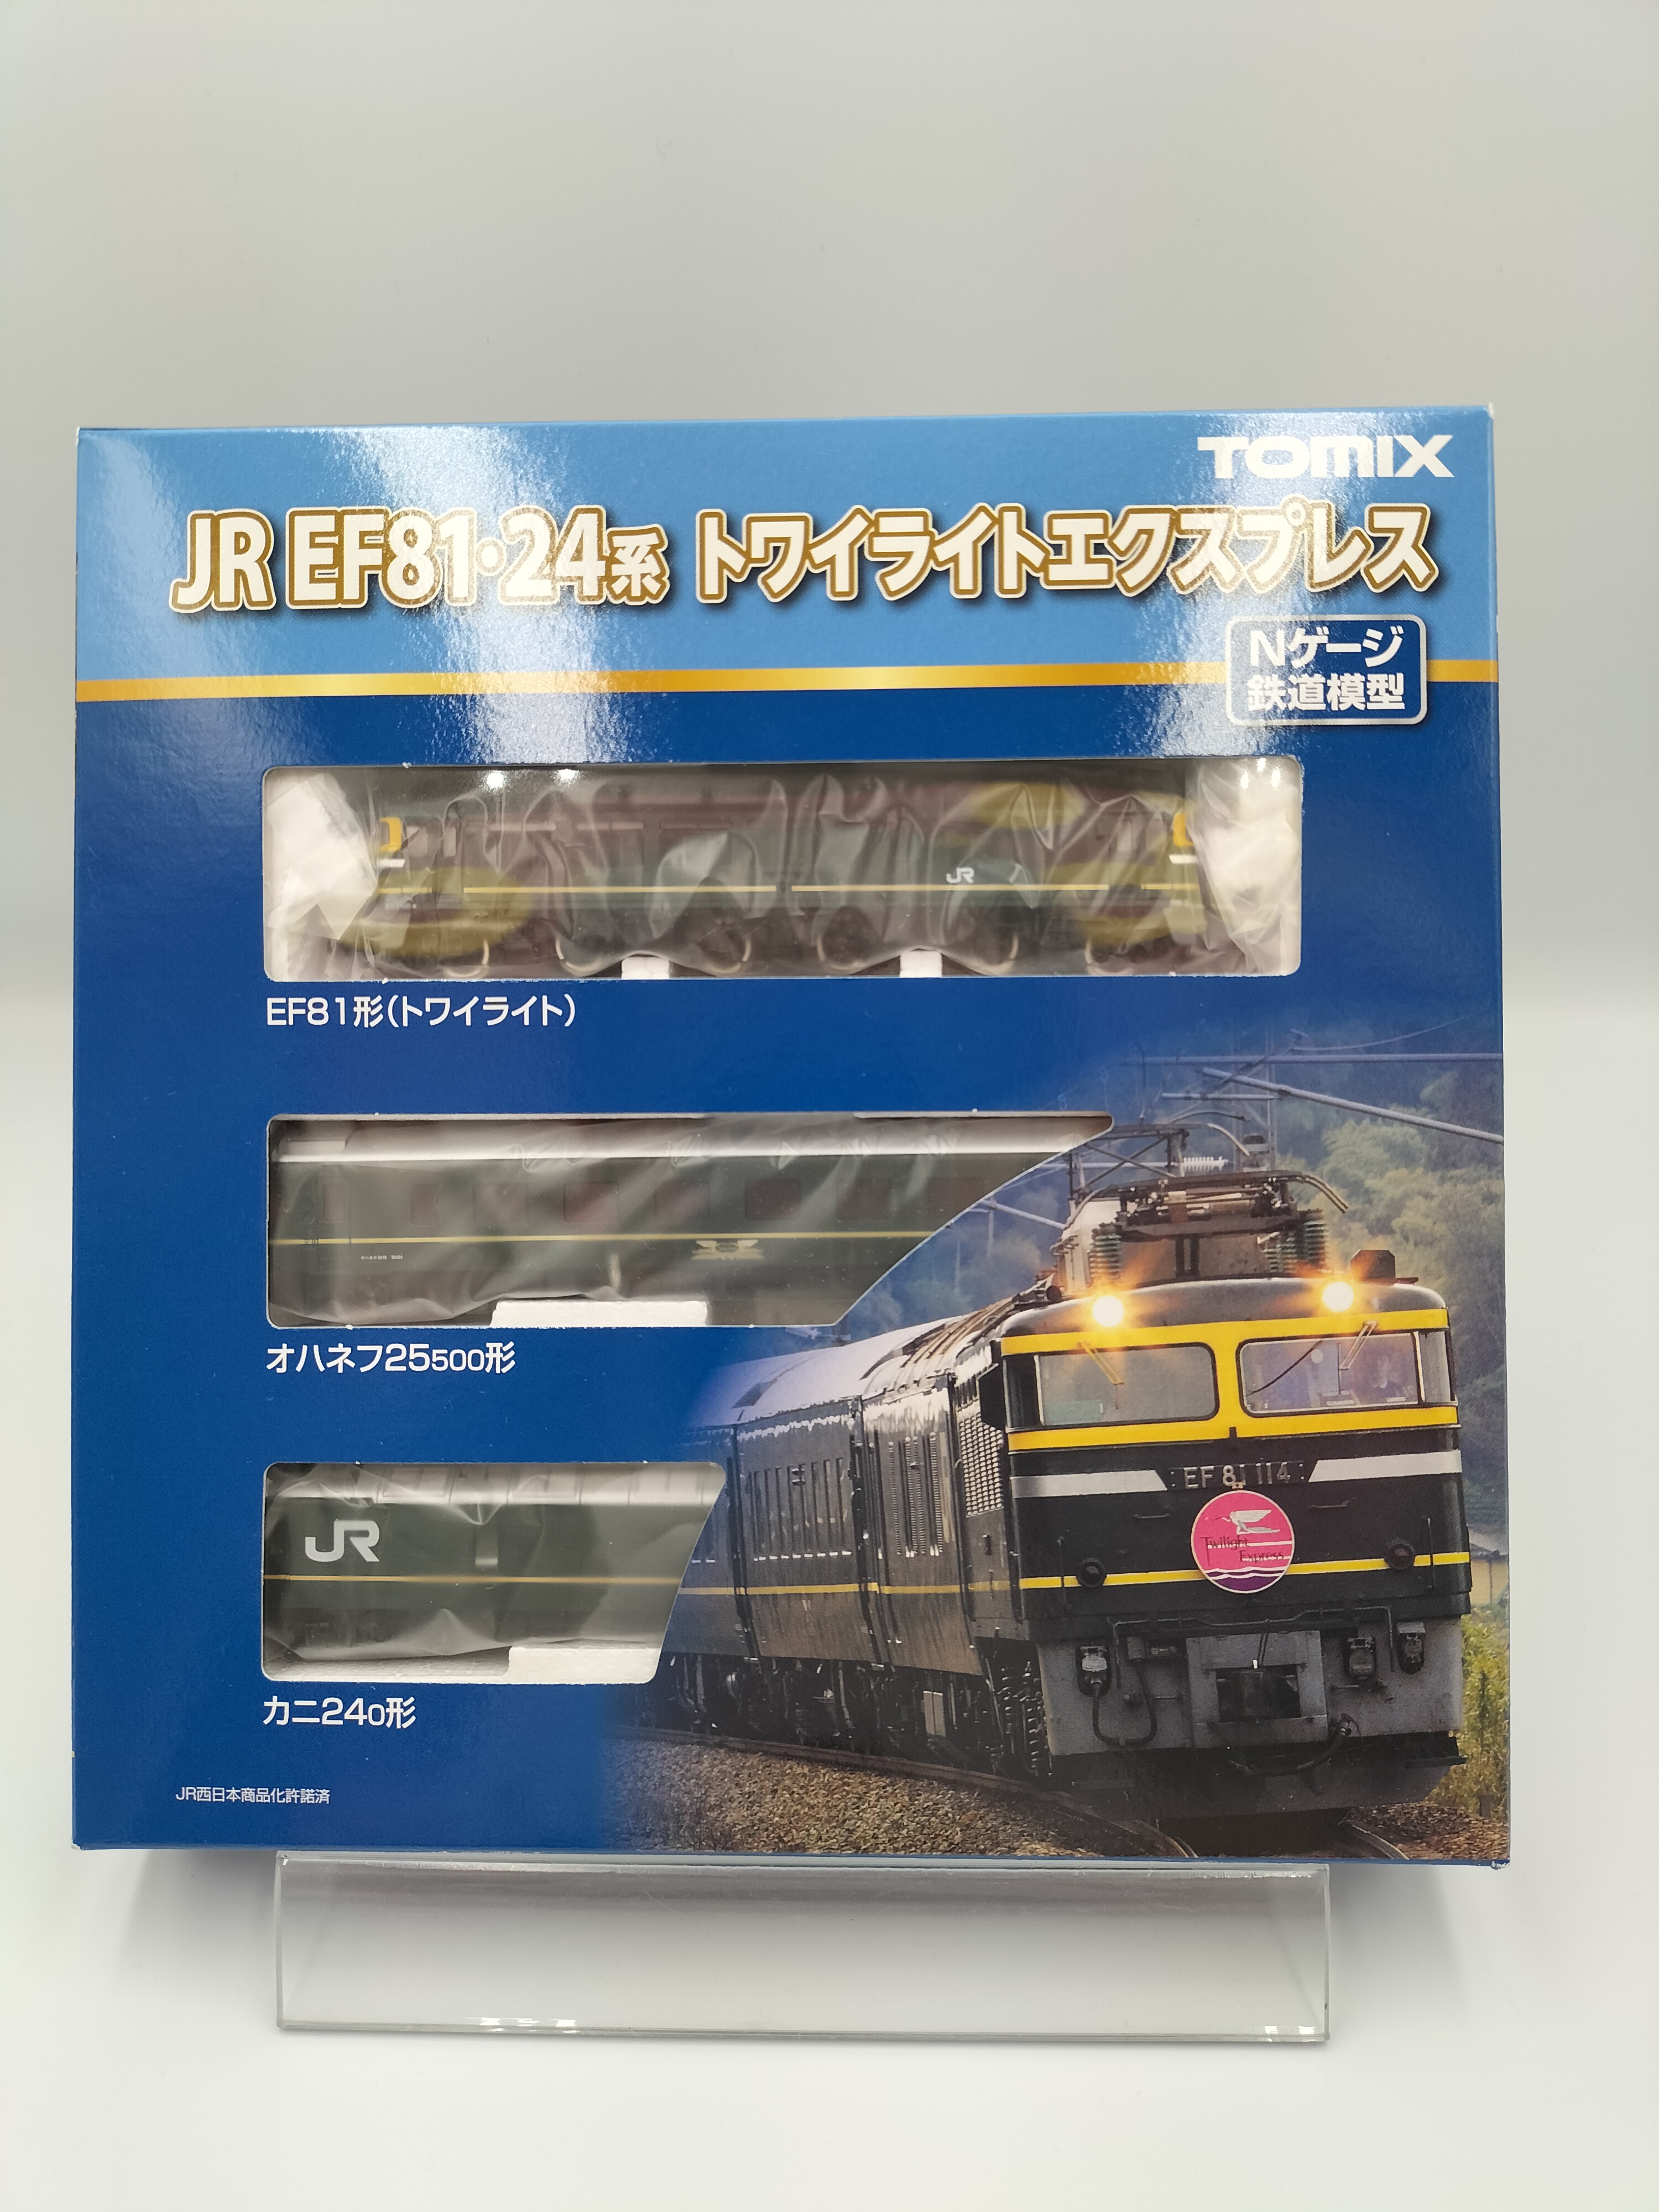 TOMIX
JR EF81・24系 トワイライトエクスプレス
Nゲージ
鉄道模型
JR
EF81形(トワイライト)
オハネフ25500形
JR
カニ240形
EF 81 114
Twilight
Express
JR西日本商品化許諾済